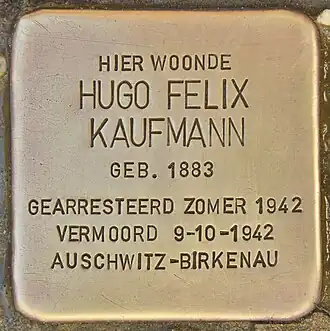 HIER WOONDE
HUGO FELIX
KAUFMANN
GEB. 1883
GEARRESTEERD ZOMER 1942
VERMOORD 9-10-1942
AUSCHWITZ-BIRKENAU